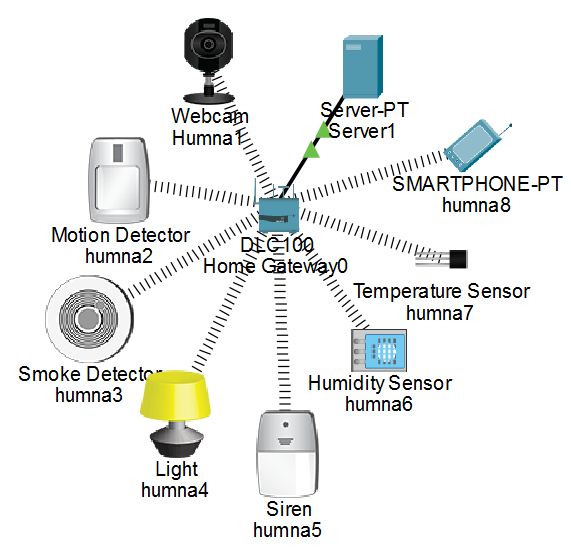 Webcam
Humna1
Server-PT
Server1
SMARTPHONE-PT
humna8
Motion Detector
humna2
DLC100
Home Gateway0
Temperature Sensor
humna7
Smoke Detector
humna3
Humidity Sensor
humna6
Light
humna4
Siren
humna5